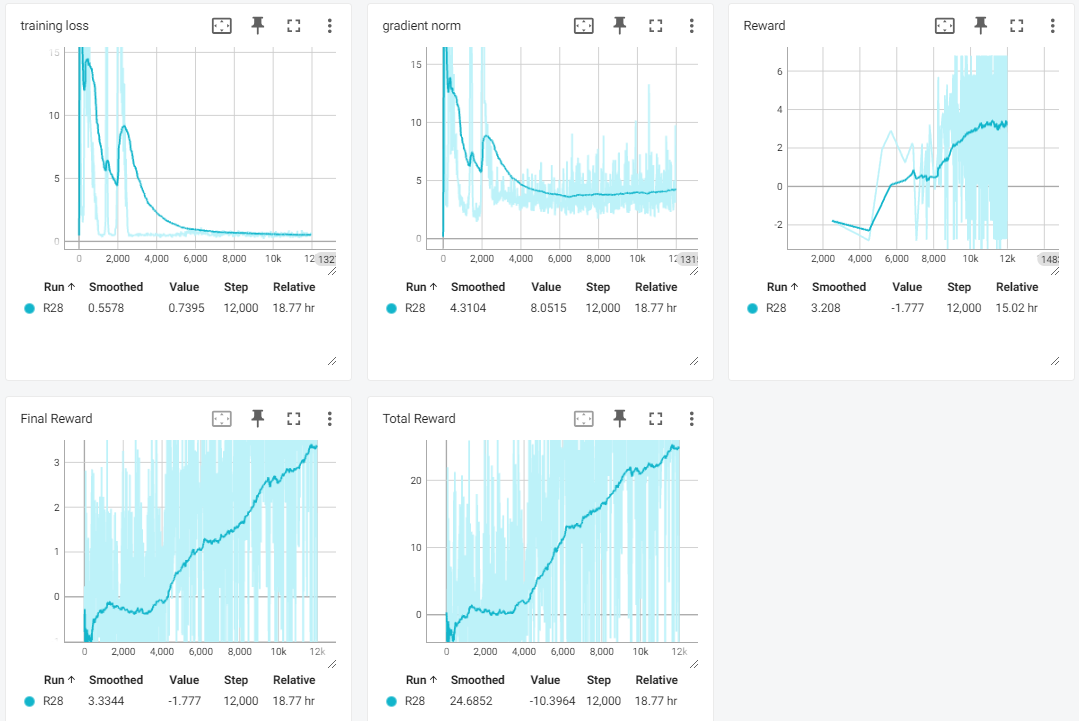 training loss
15
10
5
0
0 2,000 4,000 6,000 8,000 10k 12
Run ↑ Smoothed Value Step Relative
R28 0.5578 0.7395 12,000 18.77 hr
gradient norm
15
10
5
0
0 2,000 4,000 6,000 8,000 10k 12
Run ↑ Smoothed Value Step Relative
R28 4.3104 8.0515 12,000 18.77 hr
Reward
6
4
2
0
-2
2,000 4,000 6,000 8,000 10k 12k
Run ↑ Smoothed Value Step Relative
R28 3.208 -1.777 12,000 15.02 hr
Final Reward
3
2
1
0
0 2,000 4,000 6,000 8,000 10k 12k
Run ↑ Smoothed Value Step Relative
R28 3.3344 -1.777 12,000 18.77 hr
Total Reward
20
10
0
0 2,000 4,000 6,000 8,000 10k 12k
Run ↑ Smoothed Value Step Relative
R28 24.6852 -10.3964 12,000 18.77 hr